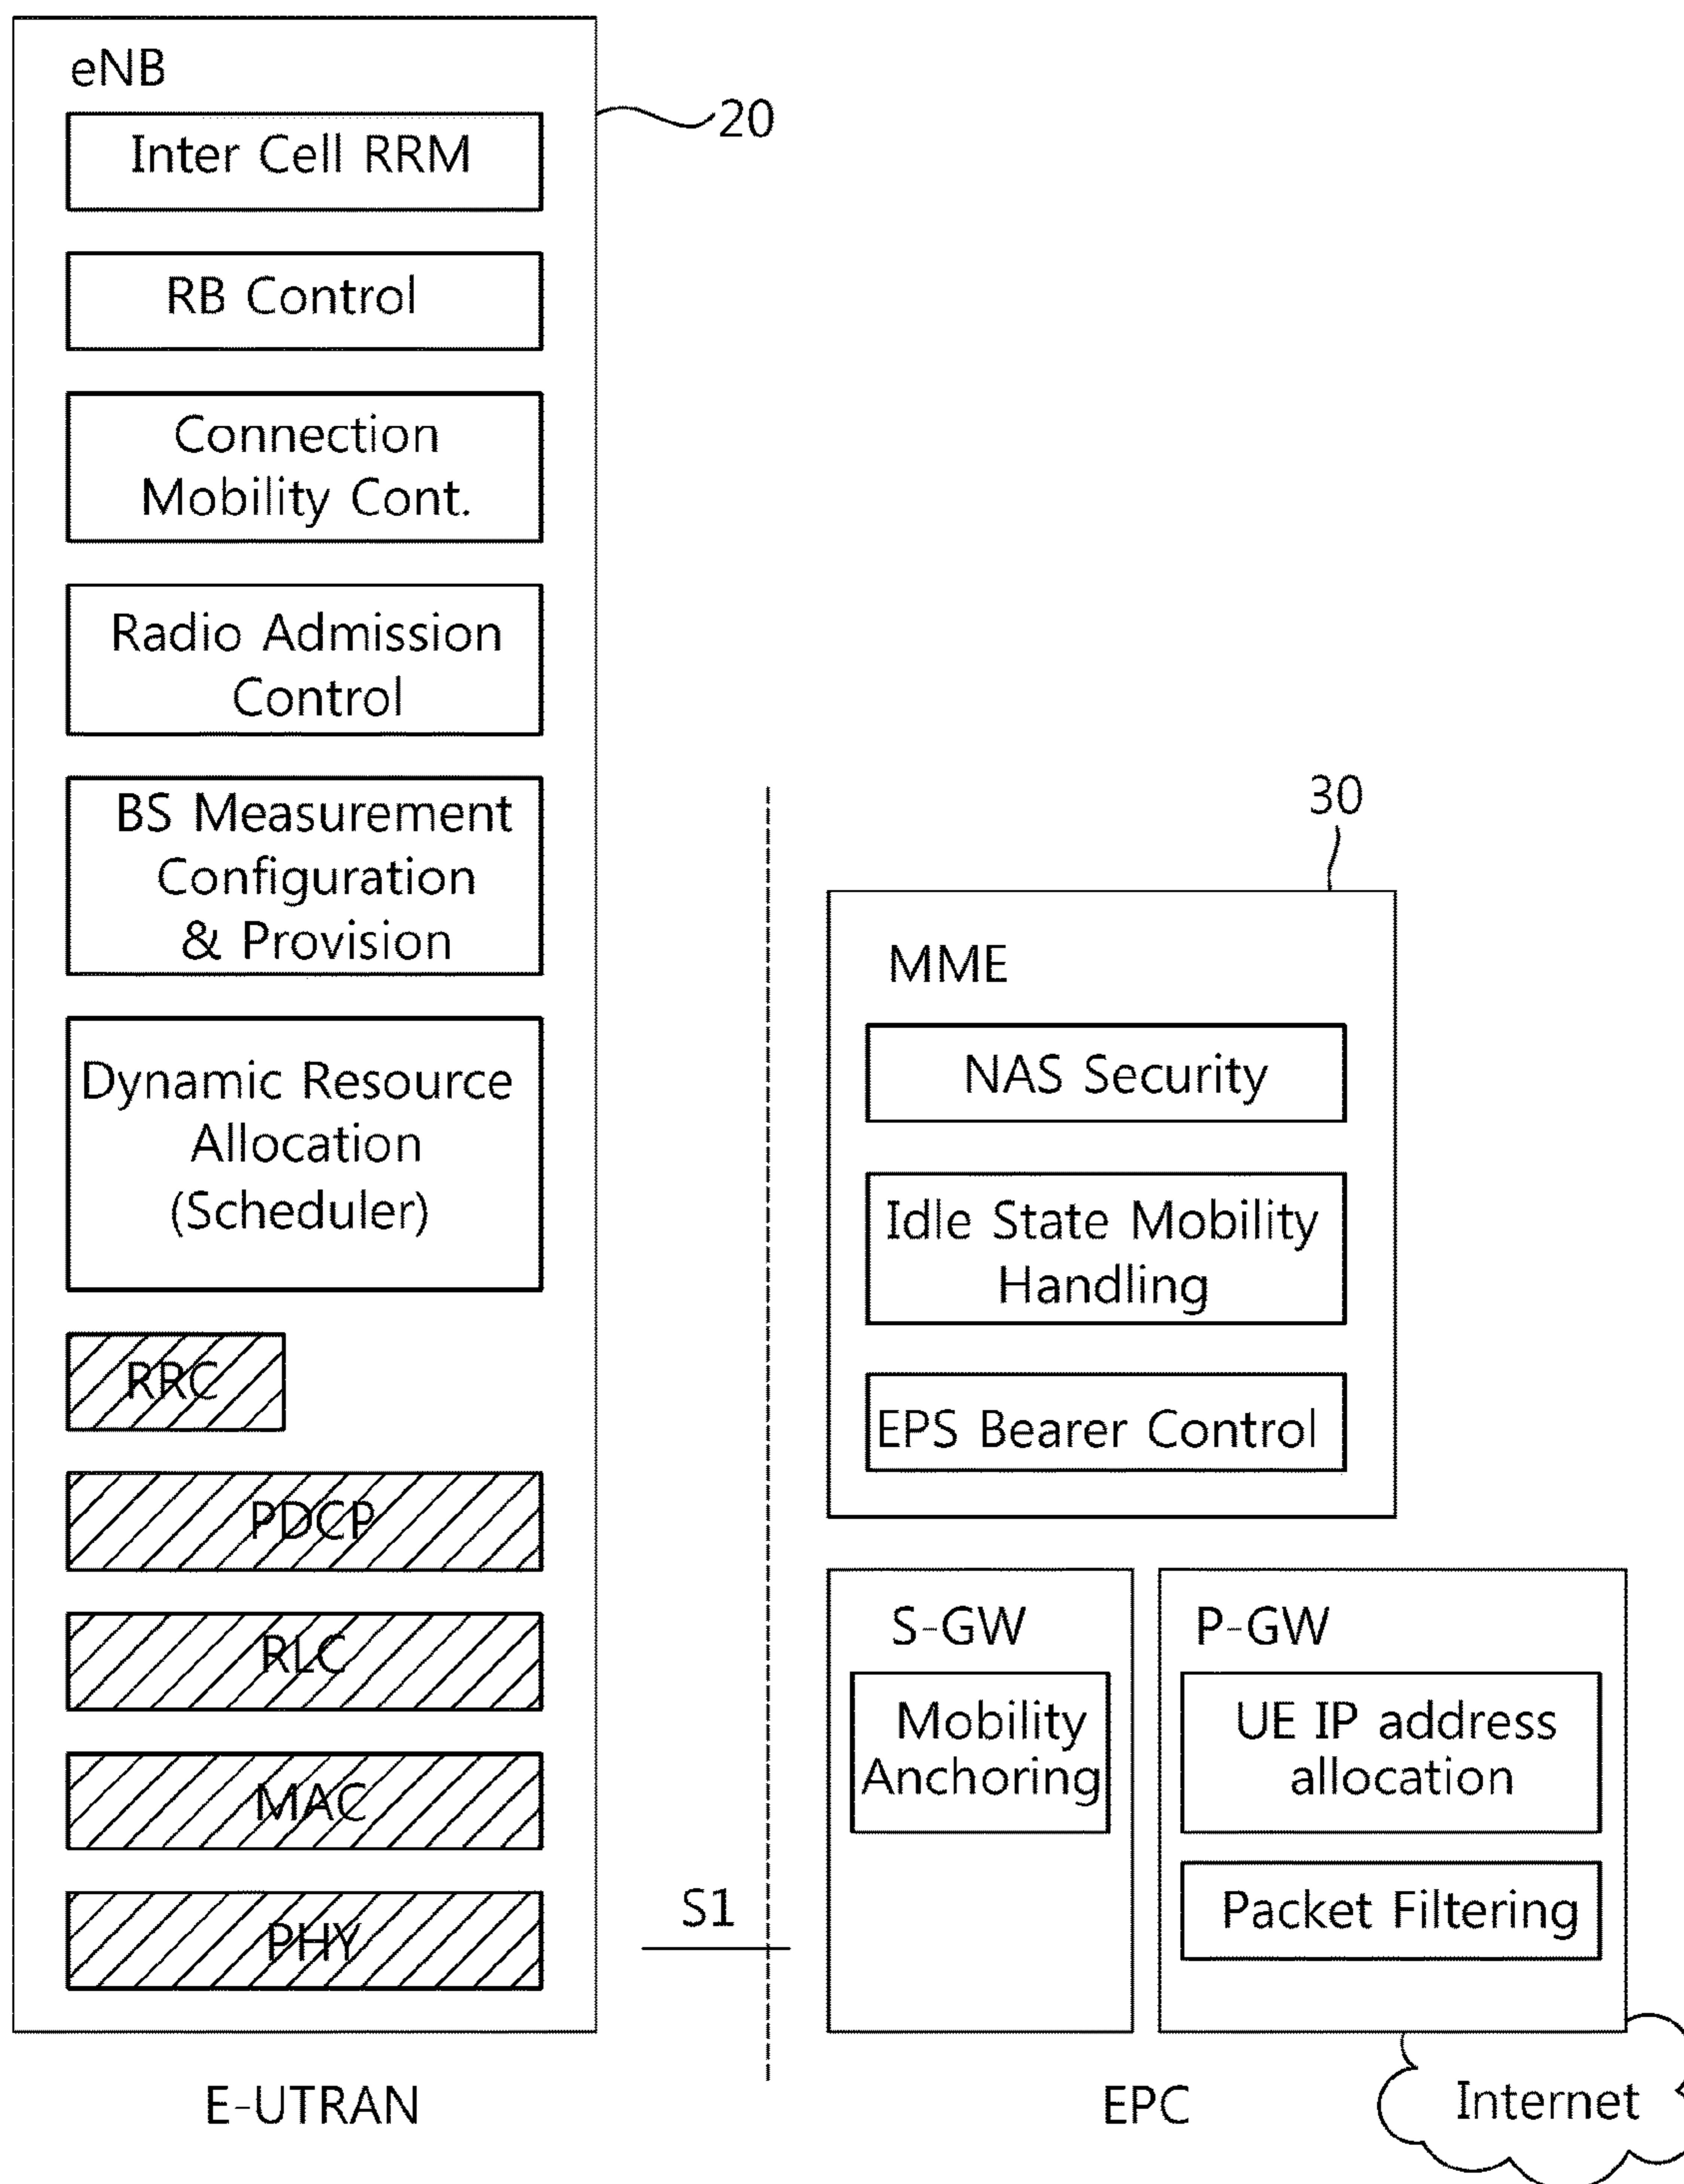 eNB
20
Inter Cell RRM
RB Control
Connection
Mobility Cont.
Radio Admission
Control
BS Measurement
Configuration
& Provision
Dynamic Resource
Allocation
(Scheduler)
RRC
PDCP
RLC
MAC
PHY
S1
E-UTRAN
30
MME
NAS Security
Idle State Mobility
Handling
EPS Bearer Control
S-GW
Mobility
Anchoring
P-GW
UE IP address
allocation
Packet Filtering
EPC
Internet